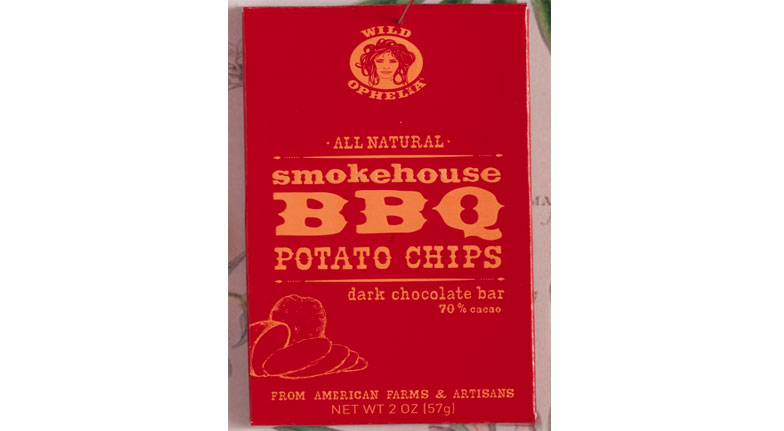 WILD
OPHELIA
· ALL NATURAL ·
smokehouse
BBQ
POTATO CHIPS
dark chocolate bar
70% cacao
FROM AMERICAN FARMS & ARTISANS
NET WT 2 OZ (57g)